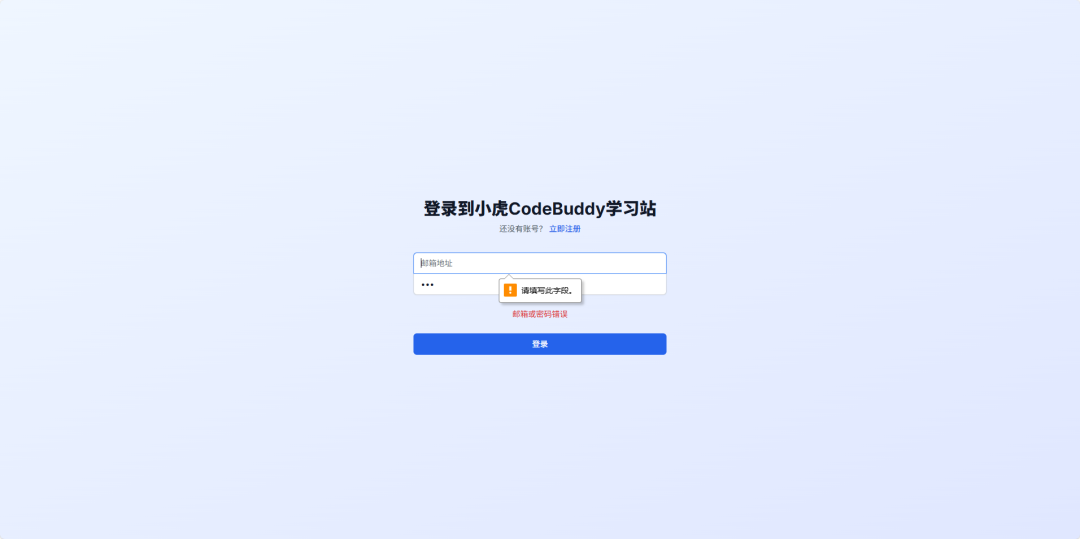 登录到小虎CodeBuddy学习站
还没有账号？ 立即注册
邮箱地址
•••
请填写此字段。
邮箱或密码错误
登录